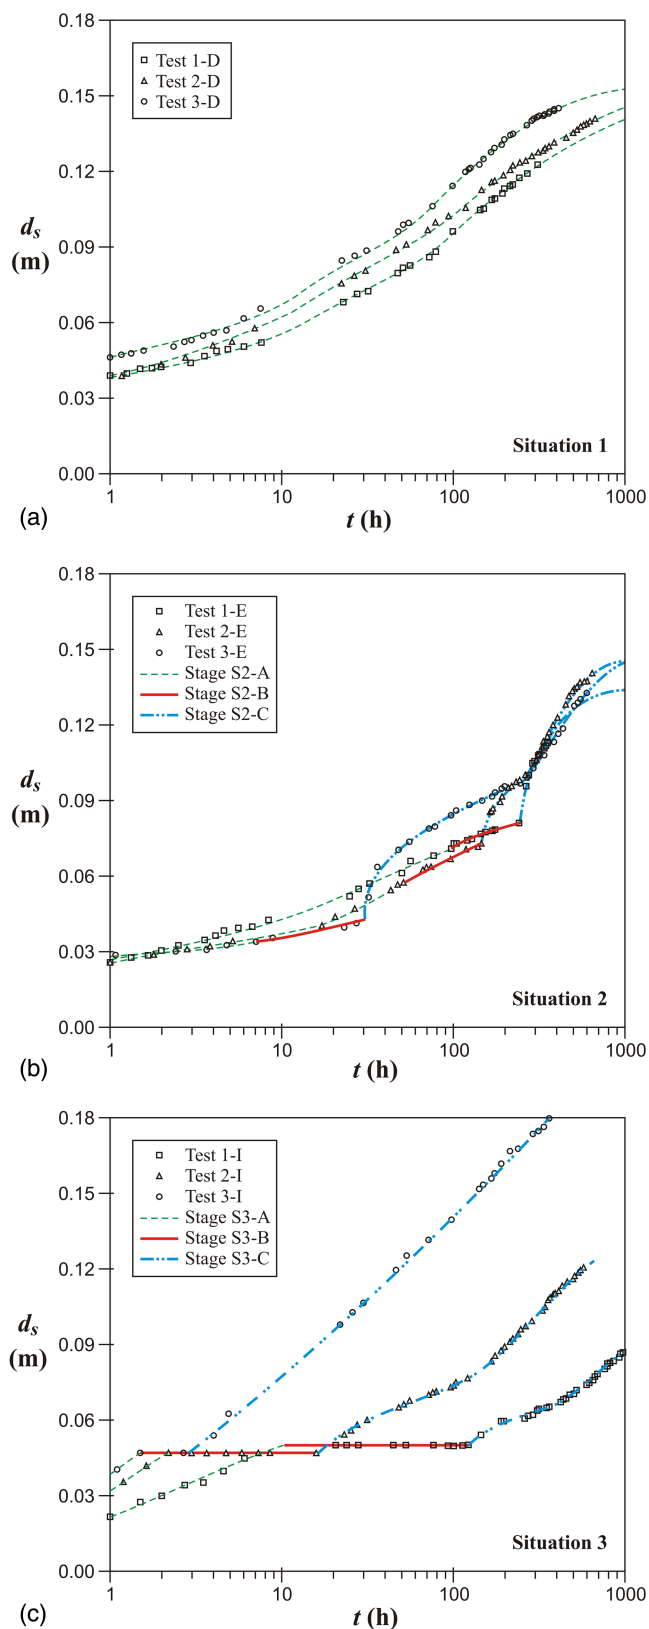 0.18
Test 1-D
Test 2-D
Test 3-D
0.15
0.12
d_s
(m)
0.09
0.06
0.03
Situation 1
0.00
1 10 100 1000
(a)
t (h)
0.18
Test 1-E
Test 2-E
Test 3-E
Stage S2-A
Stage S2-B
Stage S2-C
0.15
0.12
d_s
(m)
0.09
0.06
0.03
Situation 2
0.00
1 10 100 1000
(b)
t (h)
0.18
Test 1-I
Test 2-I
Test 3-I
Stage S3-A
Stage S3-B
Stage S3-C
0.15
0.12
d_s
(m)
0.09
0.06
0.03
Situation 3
0.00
1 10 100 1000
(c)
t (h)